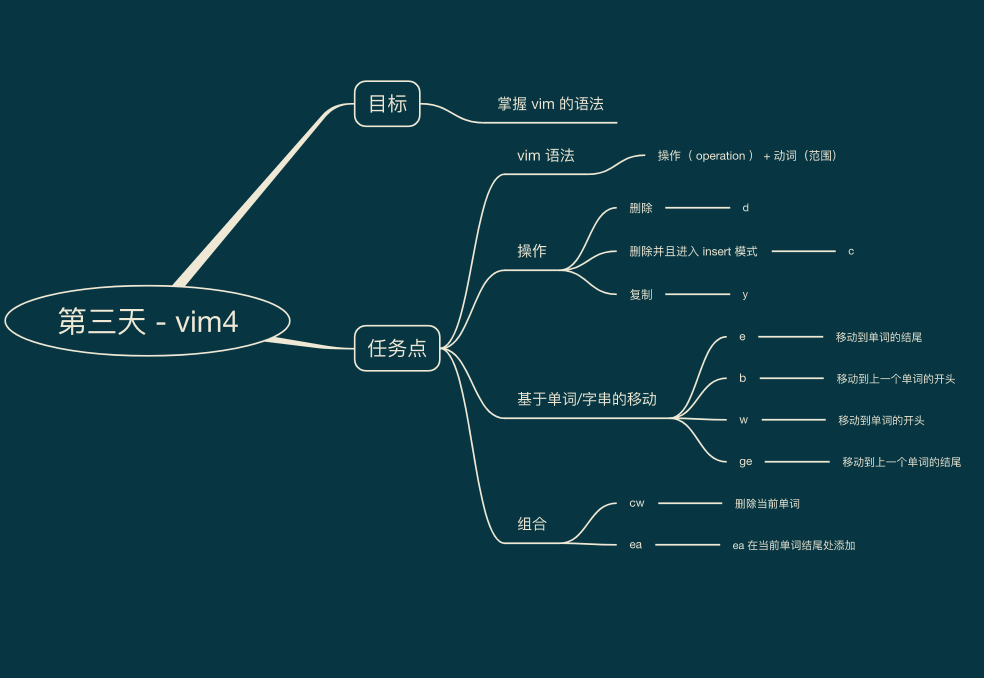 第三天 - vim4
目标
掌握 vim 的语法
任务点
vim 语法
操作（ operation ） + 动词（范围）
操作
删除
d
删除并且进入 insert 模式
c
复制
y
基于单词/字串的移动
e
移动到单词的结尾
b
移动到上一个单词的开头
w
移动到单词的开头
ge
移动到上一个单词的结尾
组合
cw
删除当前单词
ea
ea 在当前单词结尾处添加